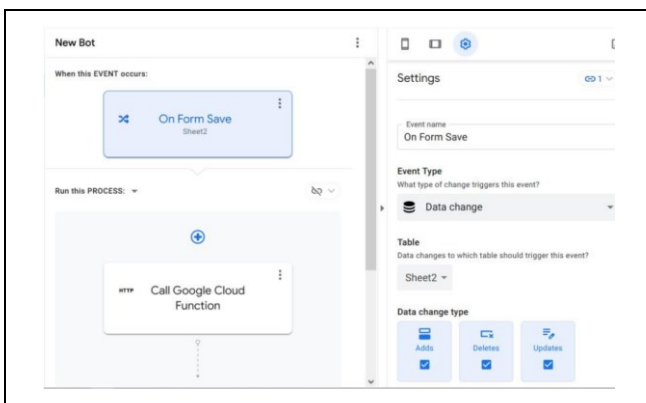 New Bot
When this EVENT occurs:
On Form Save
Sheet2
Run this PROCESS:
HTTP
Call Google Cloud
Function
Settings
1
Event name
On Form Save
Event Type
What type of change triggers this event?
Data change
Table
Data changes to which table should trigger this event?
Sheet2
Data change type
Adds
Deletes
Updates